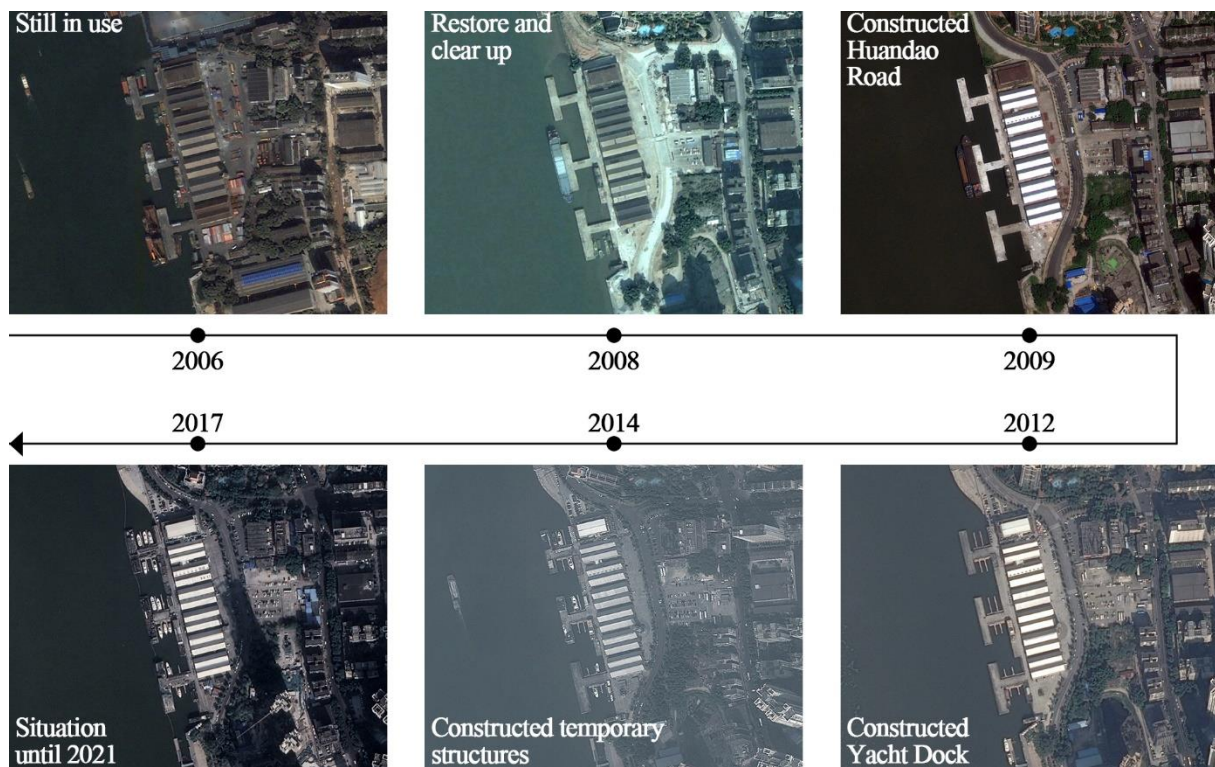 Still in use
Restore and
clear up
Constructed
Huandao
Road
2006
2008
2009
2017
2014
2012
Situation
until 2021
Constructed temporary
structures
Constructed
Yacht Dock